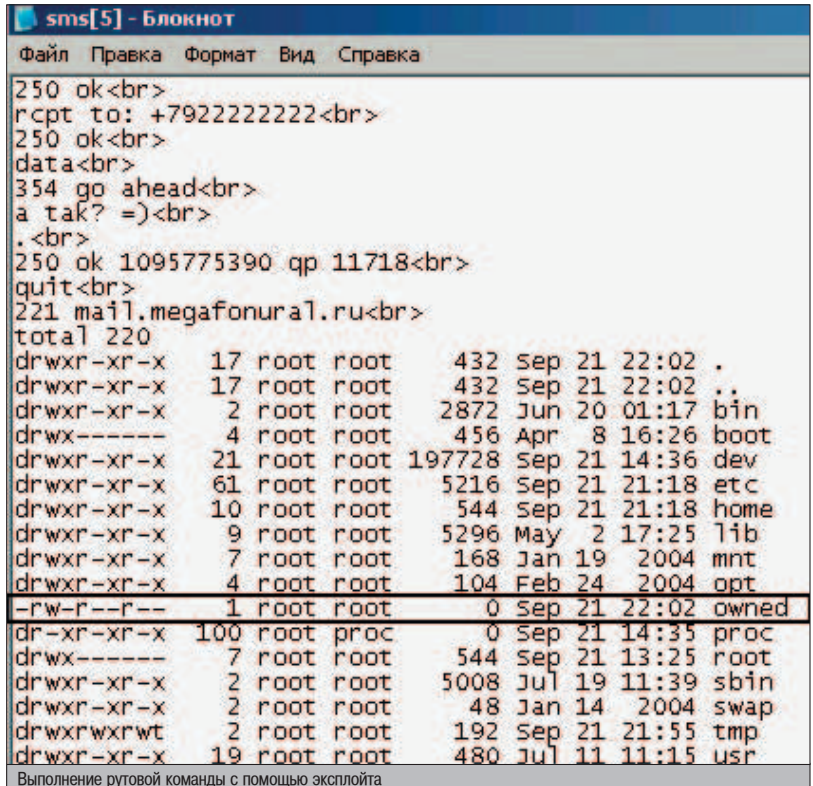 sms[5] - Блокнот
Файл Правка Формат Вид Справка
250 ok<br>
rcpt to: +7922222222<br>
250 ok<br>
data<br>
354 go ahead<br>
a tak? =)<br>
.<br>
250 ok 1095775390 qp 11718<br>
quit<br>
221 mail.megafonural.ru<br>
total 220
drwxr-xr-x 17 root root 432 Sep 21 22:02 .
drwxr-xr-x 17 root root 432 Sep 21 22:02 ..
drwxr-xr-x 2 root root 2872 Jun 20 01:17 bin
drwx------ 4 root root 456 Apr 8 16:26 boot
drwxr-xr-x 21 root root 197728 Sep 21 14:36 dev
drwxr-xr-x 61 root root 5216 Sep 21 21:18 etc
drwxr-xr-x 10 root root 544 Sep 21 21:18 home
drwxr-xr-x 9 root root 5296 May 2 17:25 lib
drwxr-xr-x 7 root root 168 Jan 19 2004 mnt
drwxr-xr-x 4 root root 104 Feb 24 2004 opt
-rw-r--r-- 1 root root 0 Sep 21 22:02 owned
dr-xr-xr-x 100 root proc 0 Sep 21 14:35 proc
drwx------ 7 root root 544 Sep 21 13:25 root
drwxr-xr-x 2 root root 5008 Jul 19 11:39 sbin
drwxr-xr-x 2 root root 48 Jan 14 2004 swap
drwxrwxrwt 2 root root 192 Sep 21 21:55 tmp
drwxr-xr-x 19 root root 480 Jul 11 11:15 usr
Выполнение рутовой команды с помощью эксплойта